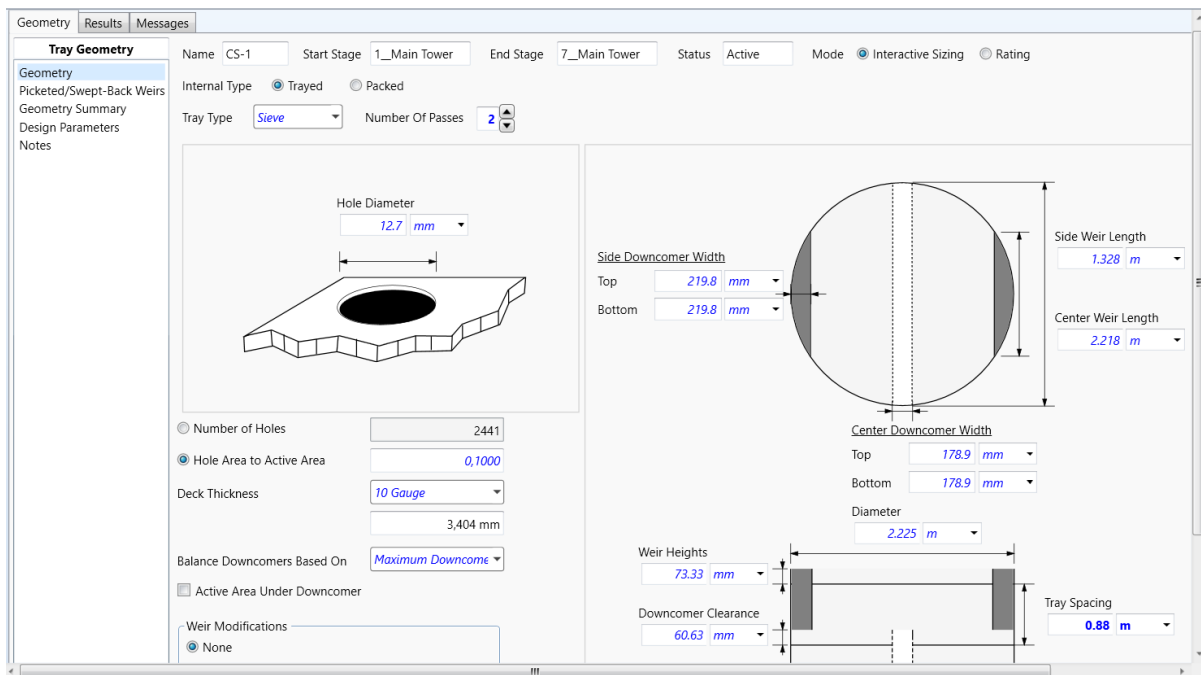 Geometry Results Messages
Tray Geometry
Geometry
Picketed/Swept-Back Weirs
Geometry Summary
Design Parameters
Notes
Name CS-1 Start Stage 1__Main Tower End Stage 7__Main Tower Status Active Mode Interactive Sizing Rating
Internal Type Trayed Packed
Tray Type Sieve Number Of Passes 2
Hole Diameter
12.7 mm
Number of Holes 2441
Hole Area to Active Area 0,1000
Deck Thickness 10 Gauge
3,404 mm
Balance Downcomers Based On Maximum Downcome
Active Area Under Downcomer
Weir Modifications
None
Side Downcomer Width
Top 219.8 mm
Bottom 219.8 mm
Side Weir Length
1.328 m
Center Weir Length
2.218 m
Center Downcomer Width
Top 178.9 mm
Bottom 178.9 mm
Diameter
2.225 m
Weir Heights
73.33 mm
Downcomer Clearance
60.63 mm
Tray Spacing
0.88 m